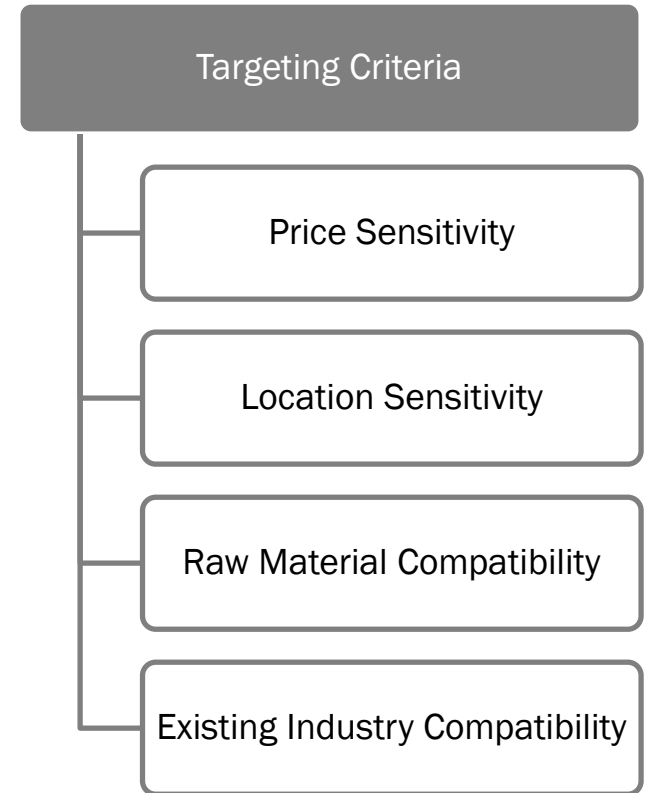 Targeting Criteria
Price Sensitivity
Location Sensitivity
Raw Material Compatibility
Existing Industry Compatibility